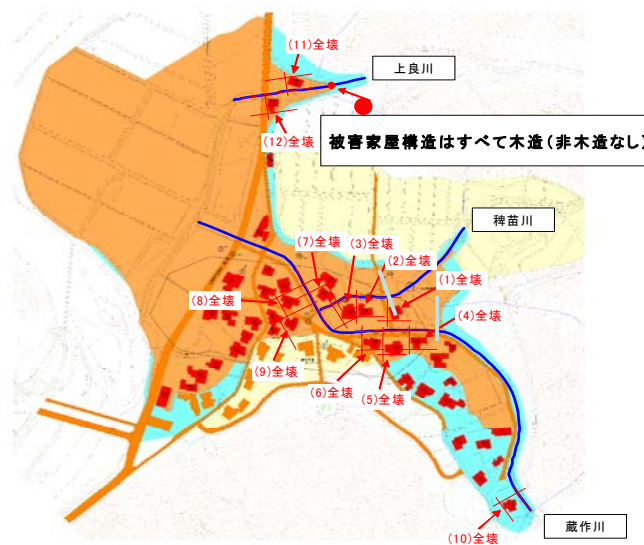 (11)全壊
上良川
(12)全壊
被害家屋構造はすべて木造(非木造なし)
稗苗川
(7)全壊
(3)全壊
(2)全壊
(1)全壊
(8)全壊
(4)全壊
(9)全壊
(6)全壊
(5)全壊
(10)全壊
蔵作川